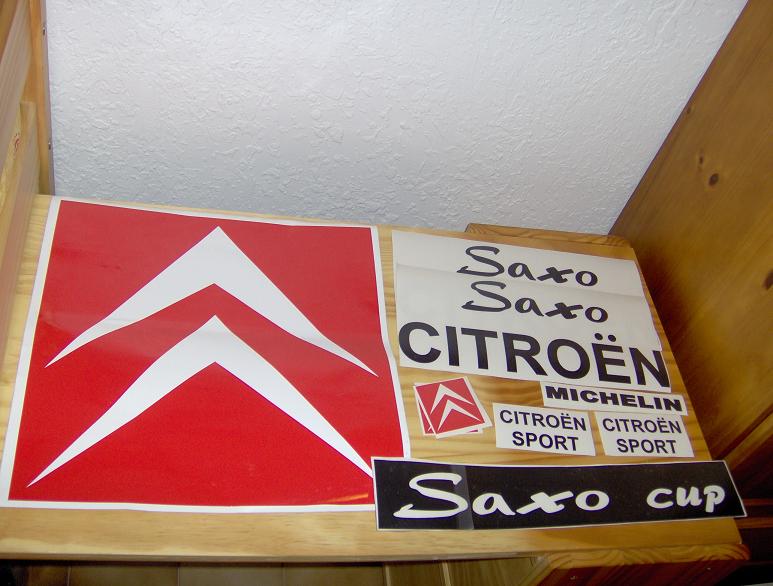 Saxo
Saxo
CITROËN
MICHELIN
CITROËN
SPORT
CITROËN
SPORT
Saxo cup